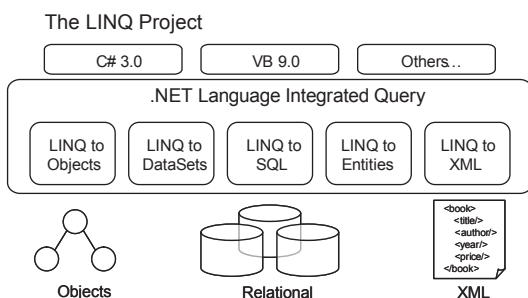 The LINQ Project
C# 3.0 VB 9.0 Others...
.NET Language Integrated Query
LINQ to Objects
LINQ to DataSets
LINQ to SQL
LINQ to Entities
LINQ to XML
<book>
<title/>
<author/>
<year/>
<price/>
</book>
Objects Relational XML